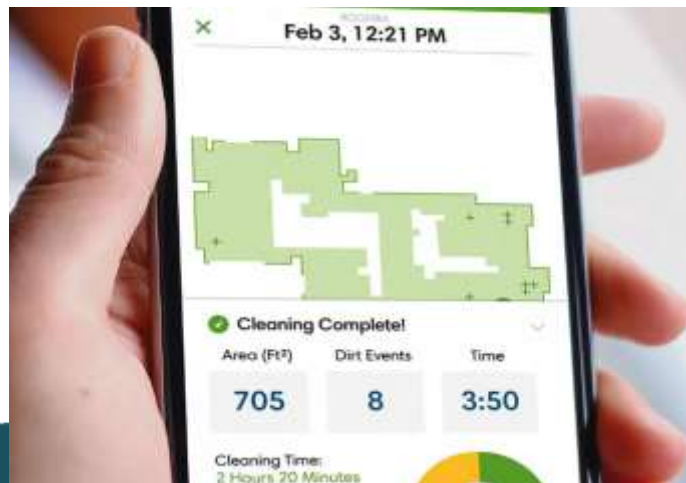 ROOMBA
Feb 3, 12:21 PM
Cleaning Complete!
Area (Ft²) Dirt Events Time
705 8 3:50
Cleaning Time:
2 Hours 20 Minutes